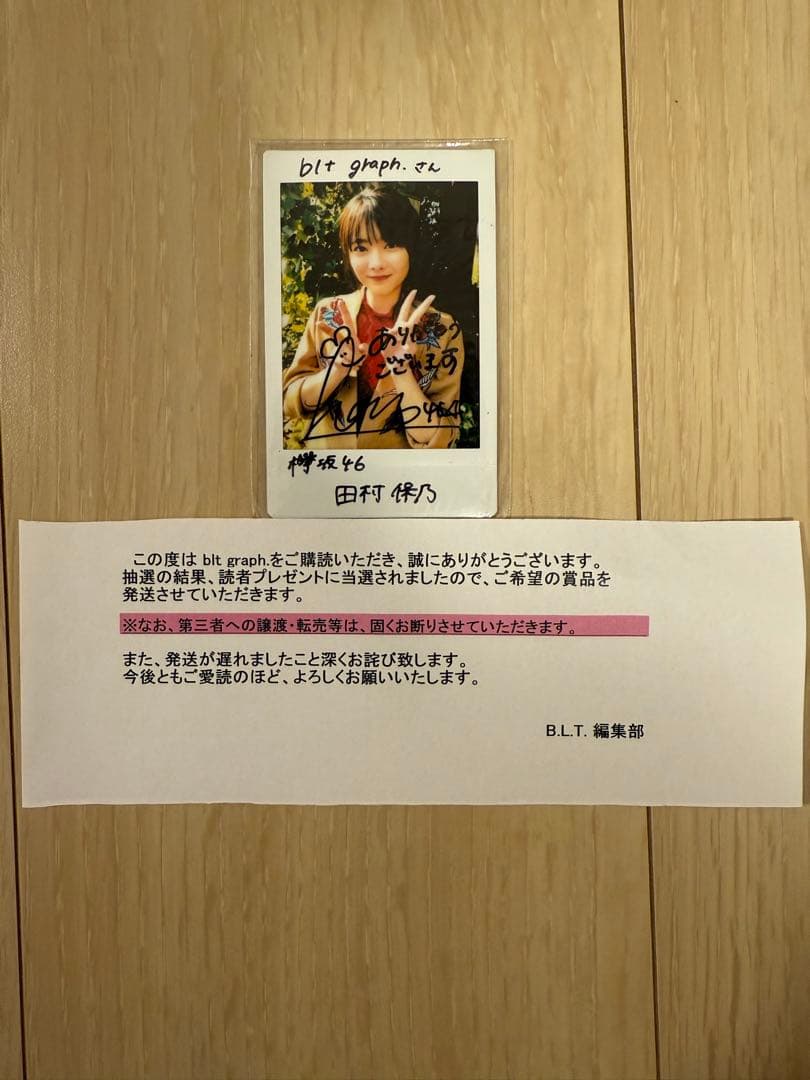 blt graph. さん
ありがとう
ございます
欅坂46
田村 保乃
この度は blt graph.をご購読いただき、誠にありがとうございます。
抽選の結果、読者プレゼントに当選されましたので、ご希望の賞品を
発送させていただきます。
※なお、第三者への譲渡・転売等は、固くお断りさせていただきます。
また、発送が遅れましたこと深くお詫び致します。
今後ともご愛読のほど、よろしくお願いいたします。
B.L.T. 編集部